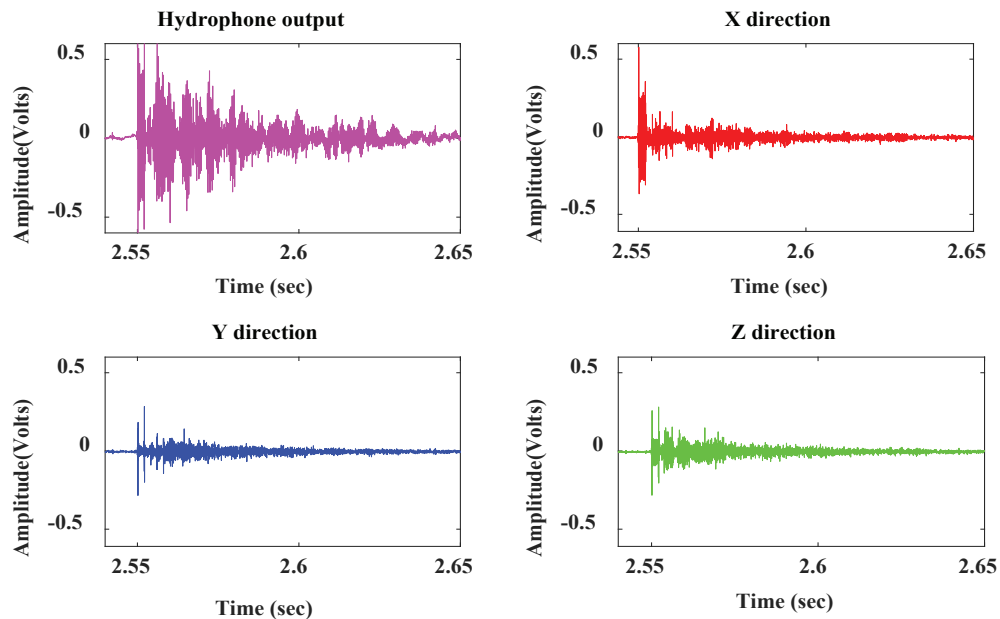 Hydrophone output
X direction
Amplitude(Volts)
0.5
0
-0.5
2.55
2.6
2.65
Time (sec)
Amplitude(Volts)
0.5
0
-0.5
2.55
2.6
2.65
Time (sec)
Y direction
Z direction
Amplitude(Volts)
0.5
0
-0.5
2.55
2.6
2.65
Time (sec)
Amplitude(Volts)
0.5
0
-0.5
2.55
2.6
2.65
Time (sec)